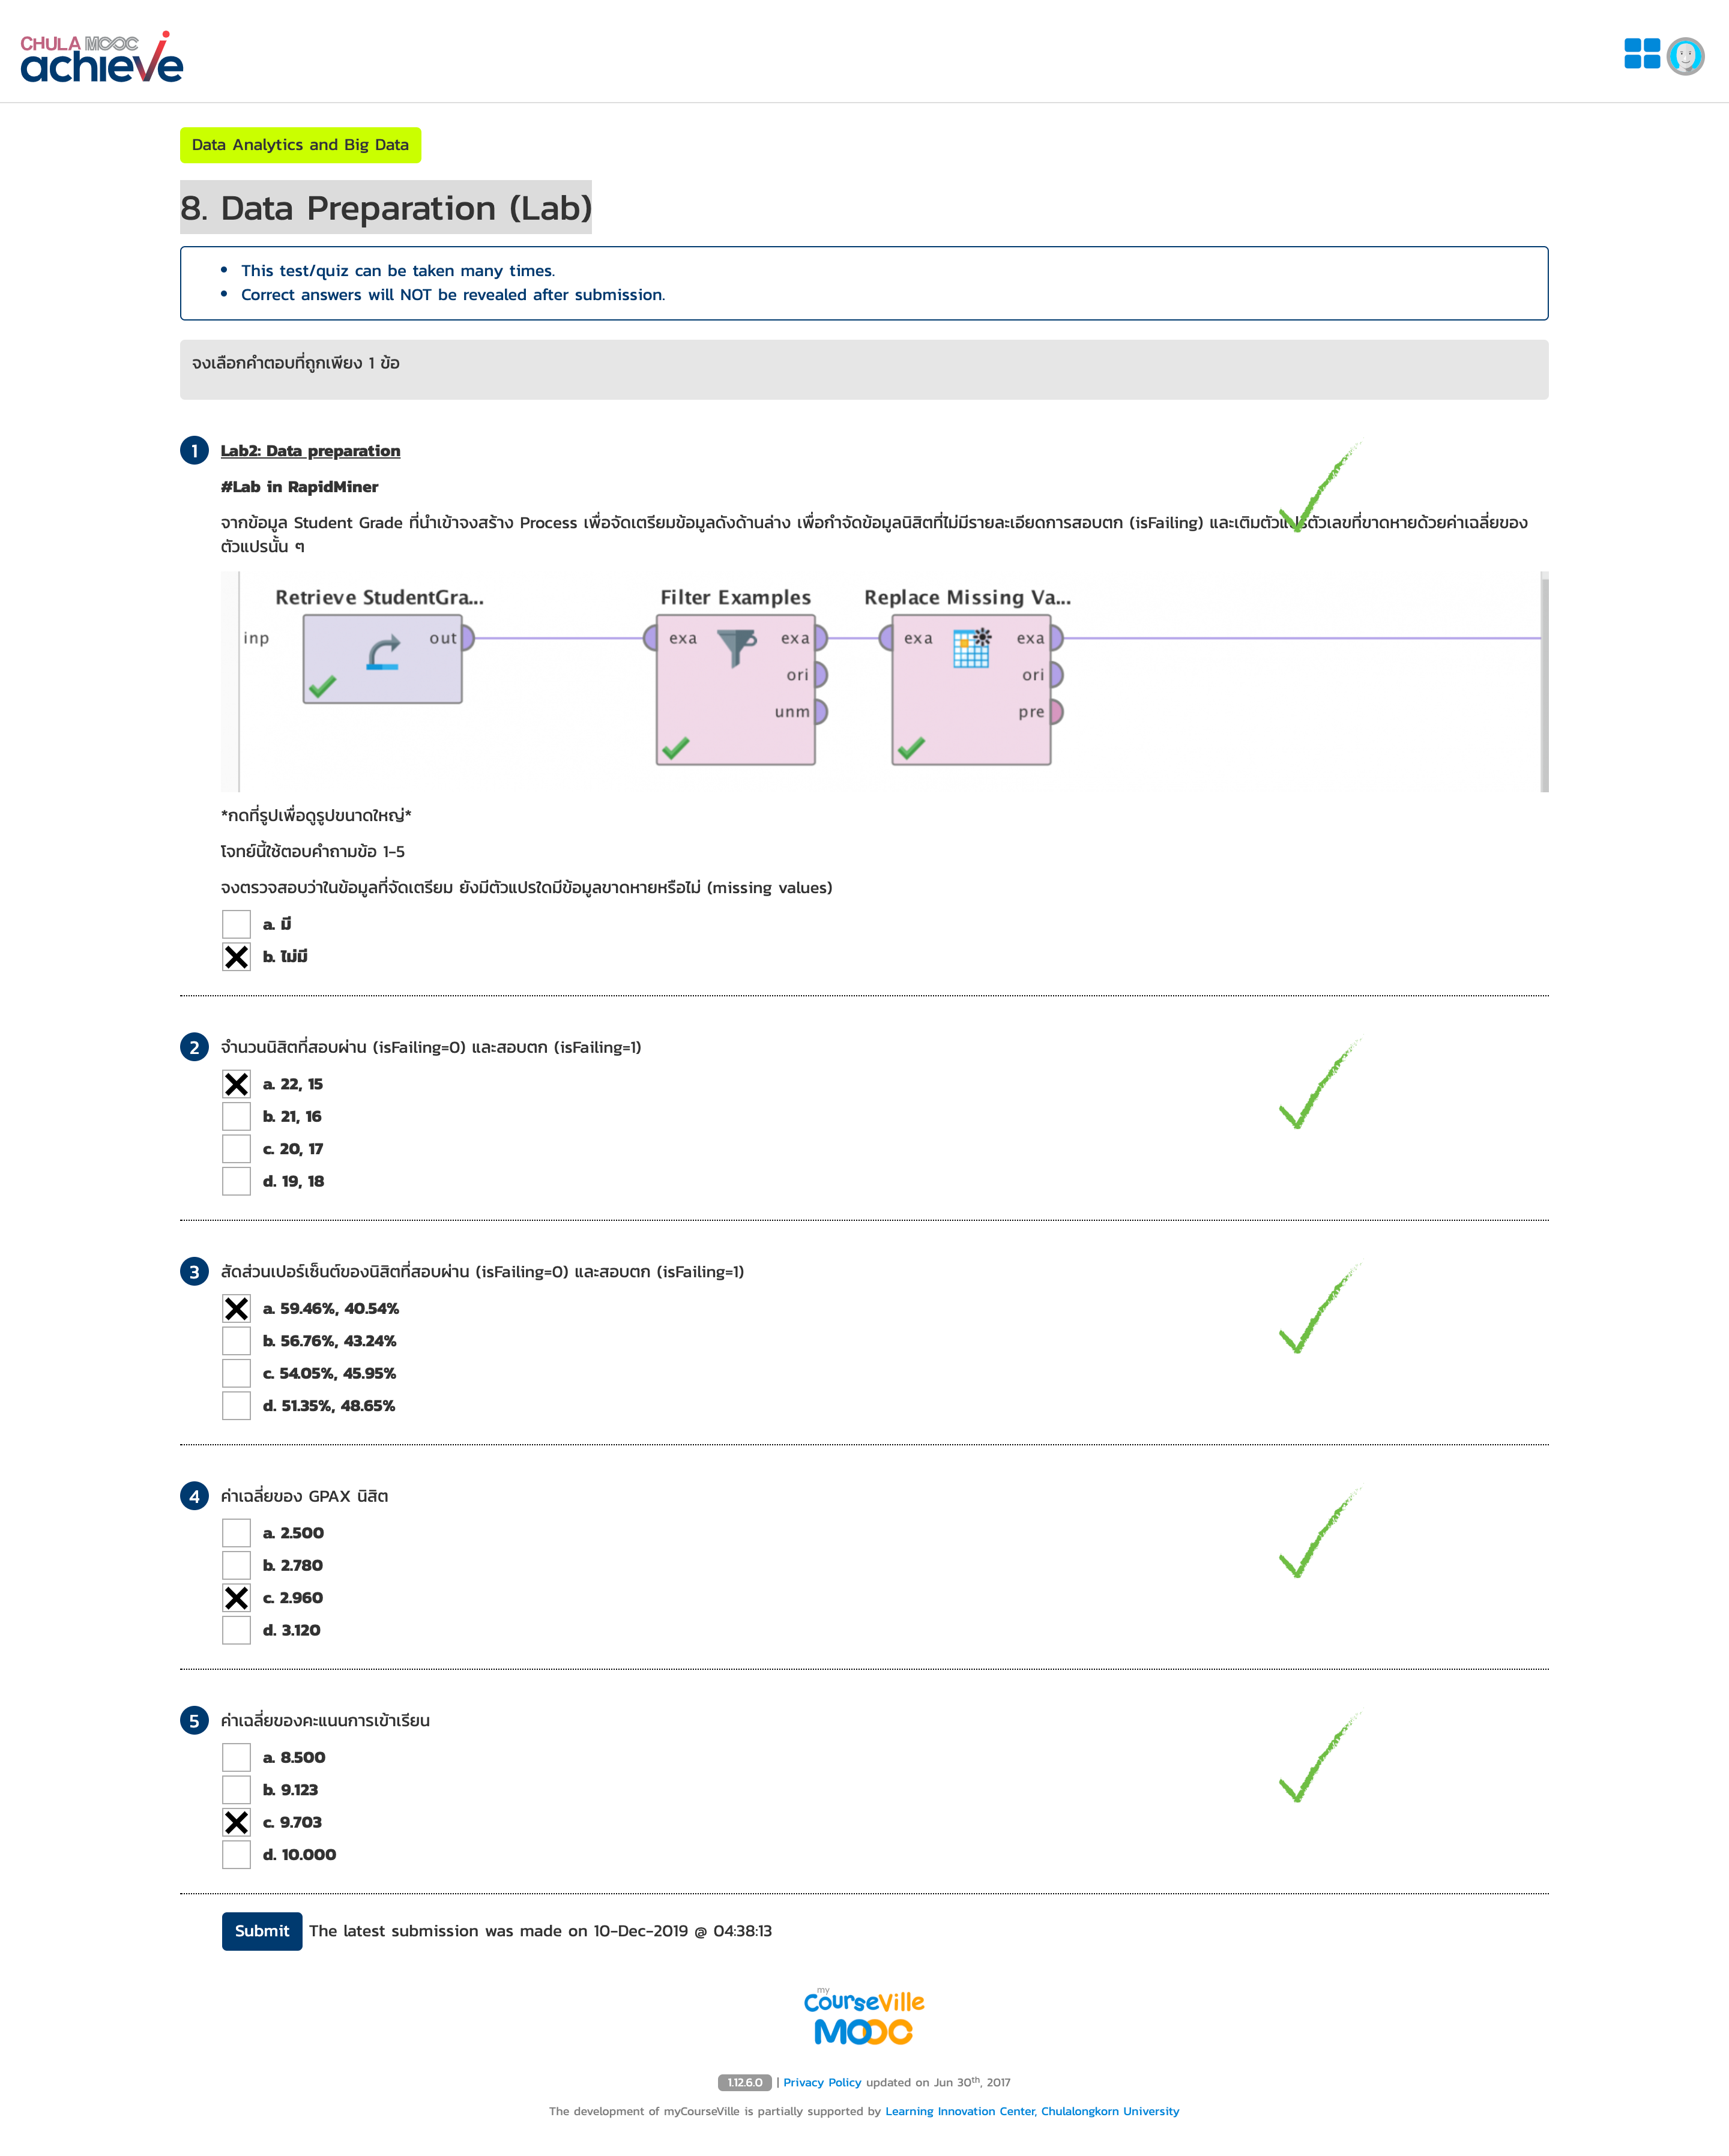 CHULA MOOC
achieve
Data Analytics and Big Data
8. Data Preparation (Lab)
This test/quiz can be taken many times.
Correct answers will NOT be revealed after submission.
จงเลือกคำตอบที่ถูกเพียง 1 ข้อ
1
Lab2: Data preparation
#Lab in RapidMiner
จากข้อมูล Student Grade ที่นำเข้าจงสร้าง Process เพื่อจัดเตรียมข้อมูลดังด้านล่าง เพื่อกำจัดข้อมูลนิสิตที่ไม่มีรายละเอียดการสอบตก (isFailing) และเติมตัวแปรตัวเลขที่ขาดหายด้วยค่าเฉลี่ยของ
ตัวแปรนั้น ๆ
Retrieve StudentGra...
Filter Examples
Replace Missing Va...
inp
out
exa
exa
exa
exa
ori
ori
unm
pre
*กดที่รูปเพื่อดูรูปขนาดใหญ่*
โจทย์นี้ใช้ตอบคำถามข้อ 1-5
จงตรวจสอบว่าในข้อมูลที่จัดเตรียม ยังมีตัวแปรใดมีข้อมูลขาดหายหรือไม่ (missing values)
a. มี
b. ไม่มี
2
จำนวนนิสิตที่สอบผ่าน (isFailing=0) และสอบตก (isFailing=1)
a. 22, 15
b. 21, 16
c. 20, 17
d. 19, 18
3
สัดส่วนเปอร์เซ็นต์ของนิสิตที่สอบผ่าน (isFailing=0) และสอบตก (isFailing=1)
a. 59.46%, 40.54%
b. 56.76%, 43.24%
c. 54.05%, 45.95%
d. 51.35%, 48.65%
4
ค่าเฉลี่ยของ GPAX นิสิต
a. 2.500
b. 2.780
c. 2.960
d. 3.120
5
ค่าเฉลี่ยของคะแนนการเข้าเรียน
a. 8.500
b. 9.123
c. 9.703
d. 10.000
Submit The latest submission was made on 10-Dec-2019 @ 04:38:13
my
CourseVille
MOOC
1.12.6.0 | Privacy Policy updated on Jun 30th, 2017
The development of myCourseVille is partially supported by Learning Innovation Center, Chulalongkorn University